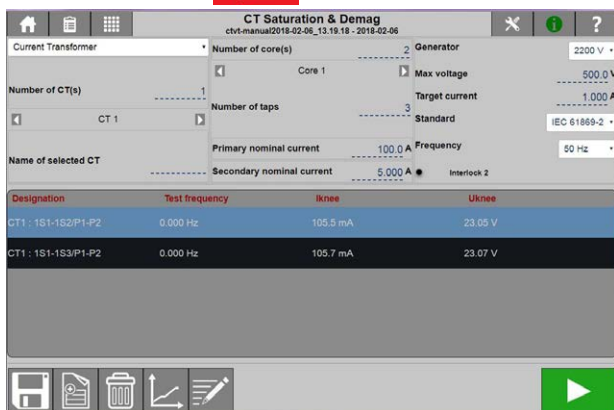 CT Saturation & Demag
ctvt-manual2018-02-06_13.19.18 - 2018-02-06
?
Current Transformer
Number of CT(s) 1
CT 1
Name of selected CT
Number of core(s) 2
Core 1
Number of taps 3
Primary nominal current 100.0 A
Secondary nominal current 5.000 A
Generator 2200 V
Max voltage 500.0 V
Target current 1.000 A
Standard IEC 61869-2
Frequency 50 Hz
Interlock 2
Designation Test frequency Iknee Uknee
CT1 : 1S1-1S2/P1-P2 0.000 Hz 105.5 mA 23.05 V
CT1 : 1S1-1S3/P1-P2 0.000 Hz 105.7 mA 23.07 V